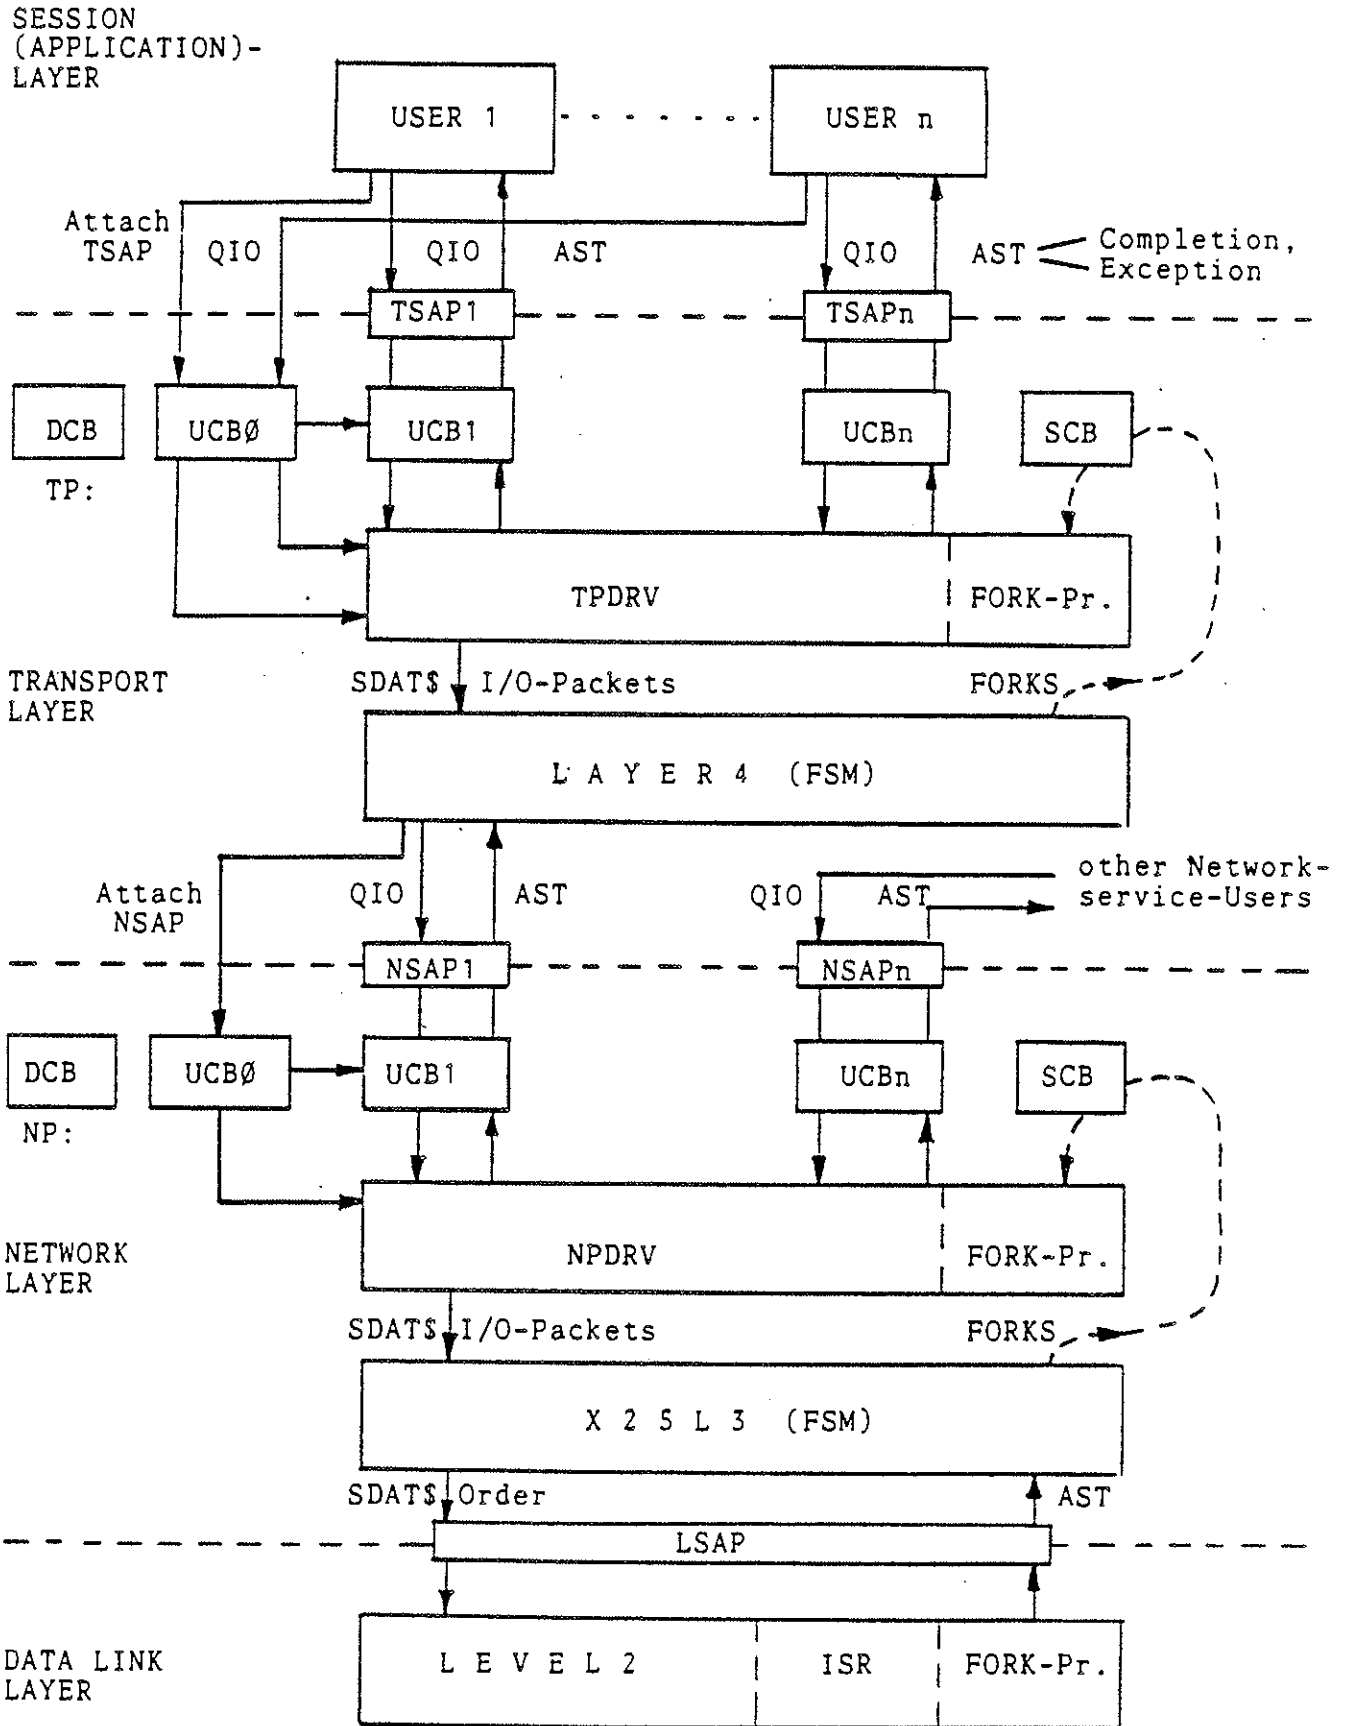 SESSION
(APPLICATION)-
LAYER
USER 1
USER n
Attach
TSAP
QIO
QIO
AST
QIO
AST
Completion,
Exception
TSAP1
TSAPn
DCB
UCBØ
UCB1
UCBn
SCB
TP:
TPDRV
FORK-Pr.
TRANSPORT
LAYER
SDAT$
I/O-Packets
FORKS
L A Y E R 4 (FSM)
Attach
NSAP
QIO
AST
QIO
AST
other Network-
service-Users
NSAP1
NSAPn
DCB
UCBØ
UCB1
UCBn
SCB
NP:
NPDRV
FORK-Pr.
NETWORK
LAYER
SDAT$
I/O-Packets
FORKS
X 2 5 L 3 (FSM)
SDAT$
Order
AST
LSAP
DATA LINK
LAYER
L E V E L 2
ISR
FORK-Pr.